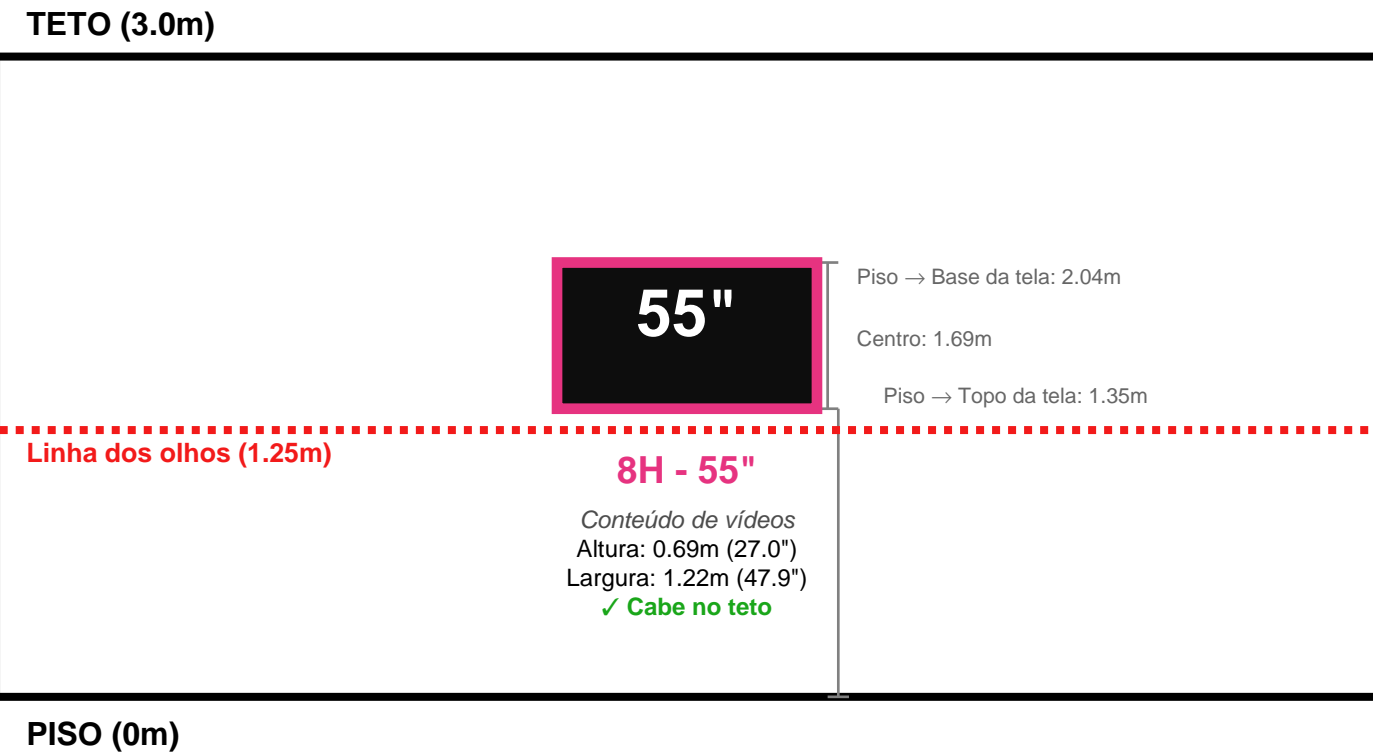 TETO (3.0m)
55"
Piso → Base da tela: 2.04m
Centro: 1.69m
Piso → Topo da tela: 1.35m
Linha dos olhos (1.25m)
8H - 55"
Conteúdo de vídeos
Altura: 0.69m (27.0")
Largura: 1.22m (47.9")
✓ Cabe no teto
PISO (0m)